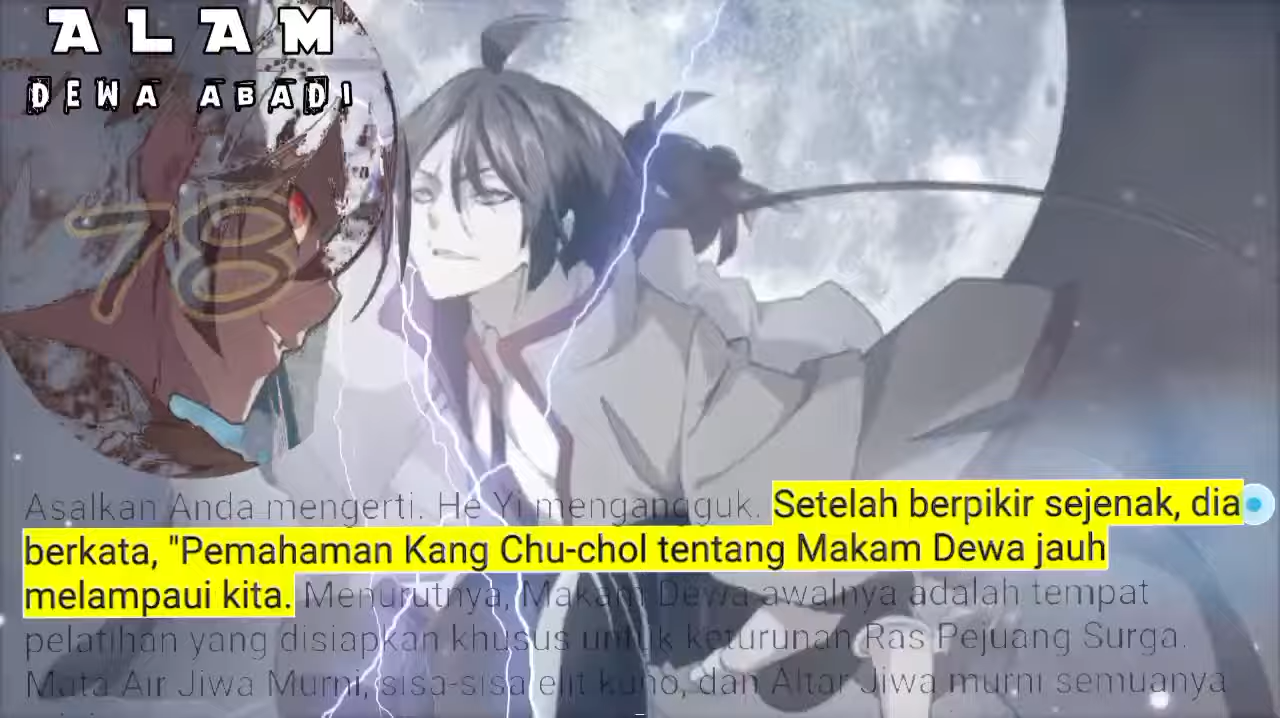 ALAM
DEWA ABADI
78
Asalkan Anda mengerti. He Yi mengangguk. Setelah berpikir sejenak, dia
berkata, "Pemahaman Kang Chu-chol tentang Makam Dewa jauh
melampaui kita. Menurutnya, Makam Dewa awalnya adalah tempat
pelatihan yang disiapkan khusus untuk keturunan Ras Pejuang Surga.
Mata Air Jiwa Murni, sisa-sisa elit kuno, dan Altar Jiwa murni semuanya